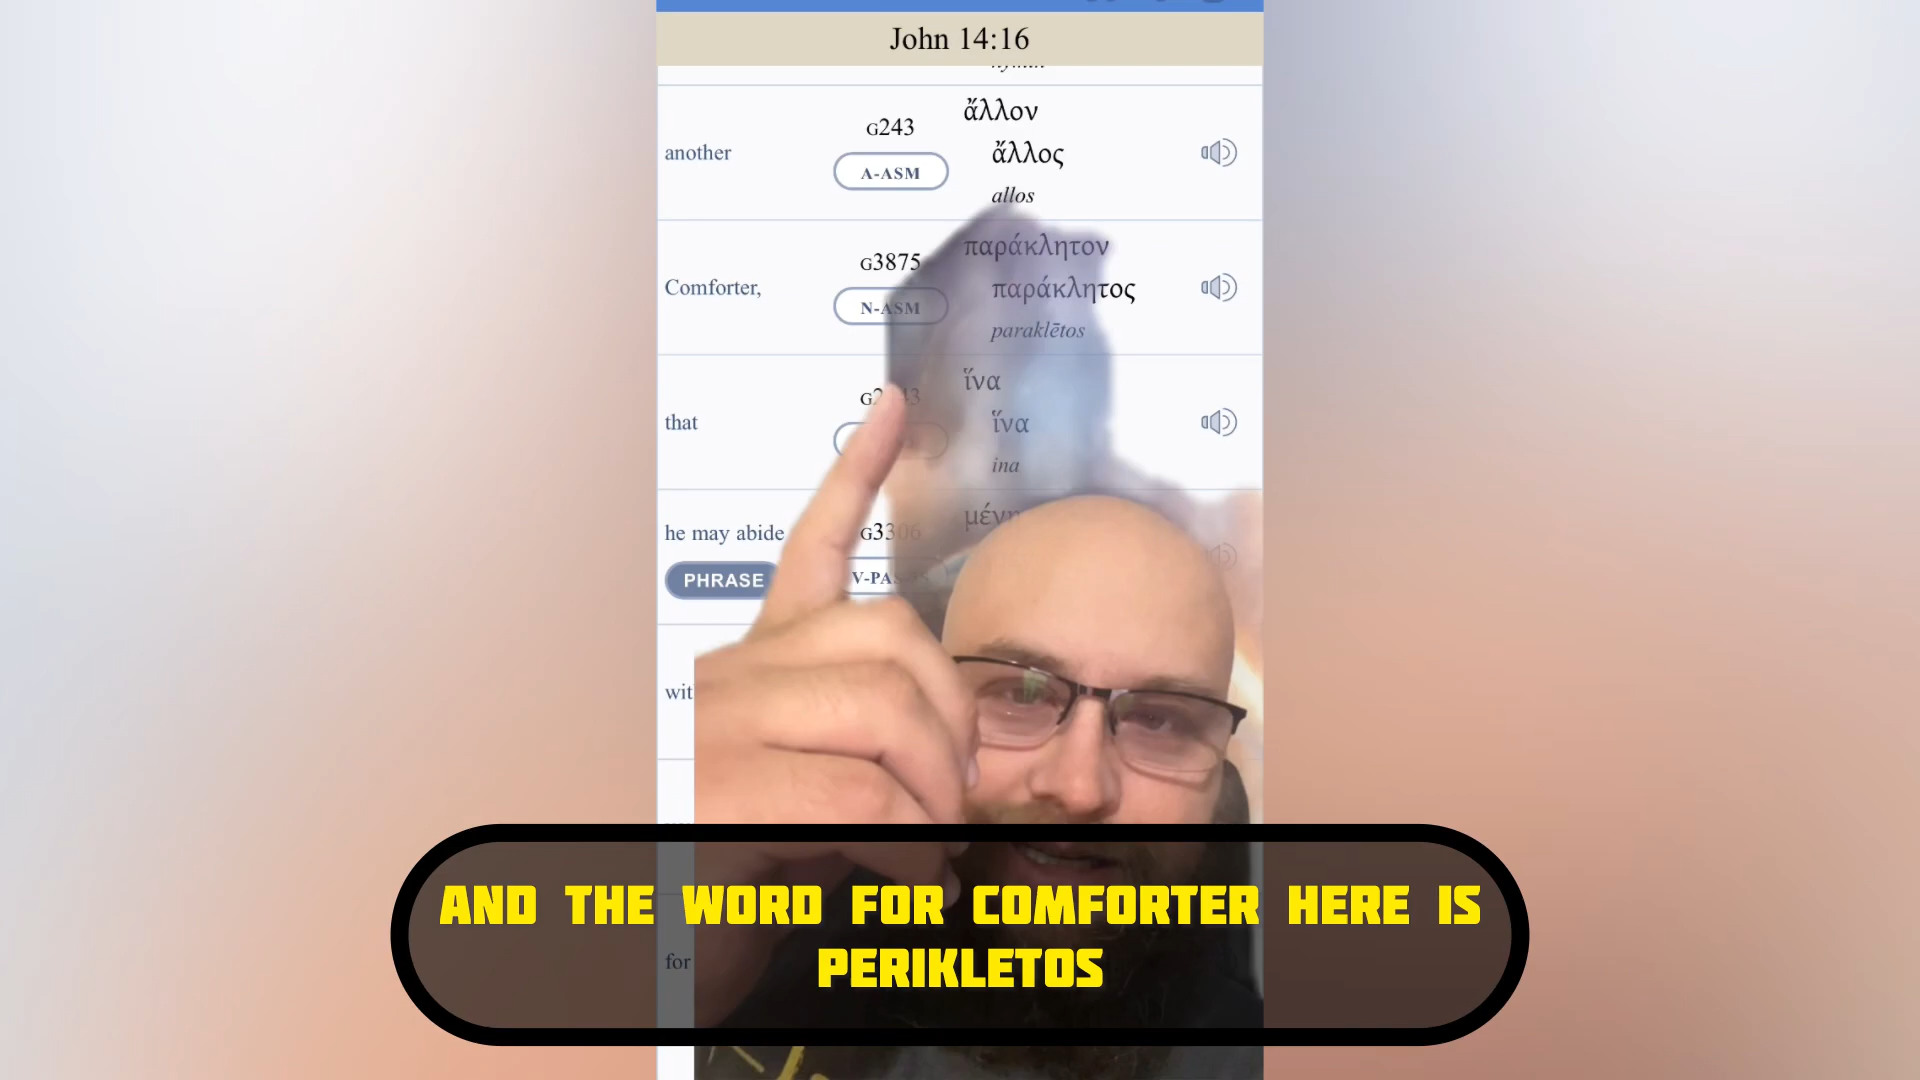 John 14:16
another
G243
A-ASM
ἄλλον
ἄλλος
allos
Comforter,
G3875
N-ASM
παράκλητον
παράκλητος
paraklētos
that
ἵνα
ἵνα
ina
he may abide
PHRASE
G3306
for
AND THE WORD FOR COMFORTER HERE IS
PERIKLETOS